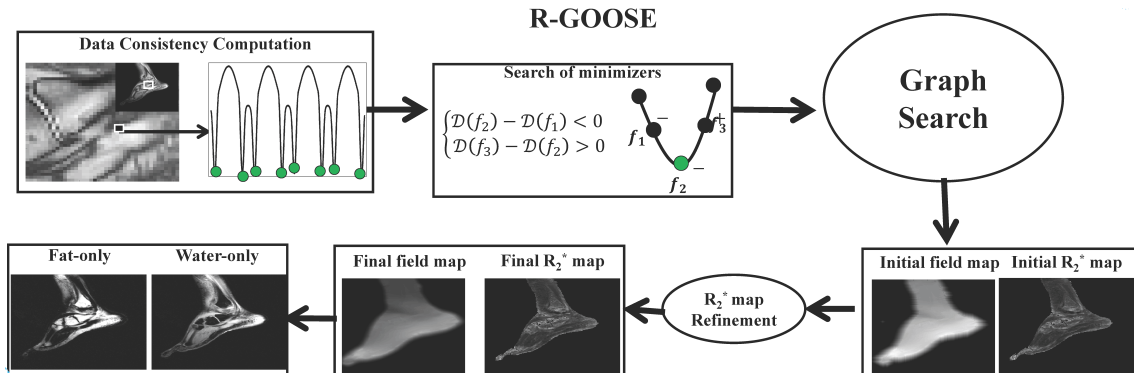 R-GOOSE
Data Consistency Computation
Search of minimizers
{𝒟(f₂) − 𝒟(f₁) < 0
𝒟(f₃) − 𝒟(f₂) > 0
f₁
−
f₃
+
f₂
−
Graph
Search
Fat-only Water-only
Final field map Final R₂* map
R₂* map
Refinement
Initial field map Initial R₂* map